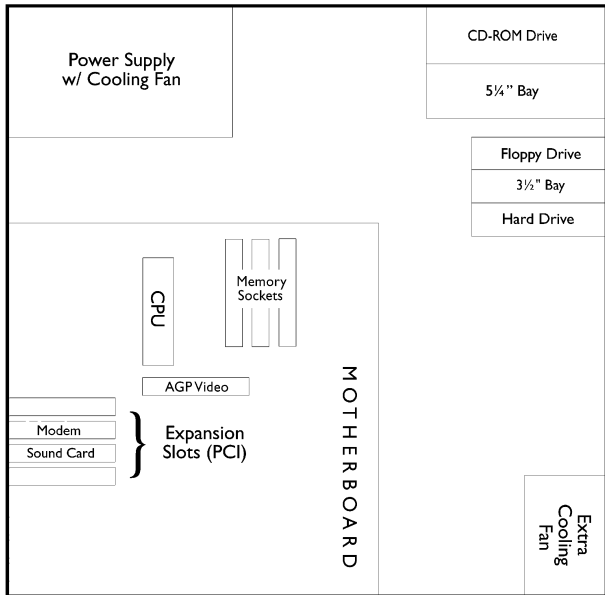 Power Supply
w/ Cooling Fan
CD-ROM Drive
5¼” Bay
Floppy Drive
3½" Bay
Hard Drive
CPU
Memory
Sockets
AGP Video
Modem
Sound Card
Expansion
Slots (PCI)
MOTHERBOARD
Extra
Cooling
Fan